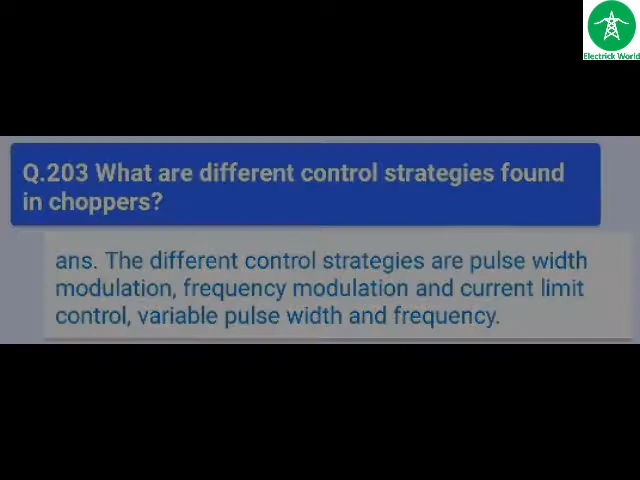 Electrick World
Q.203 What are different control strategies found
in choppers?
ans. The different control strategies are pulse width
modulation, frequency modulation and current limit
control, variable pulse width and frequency.